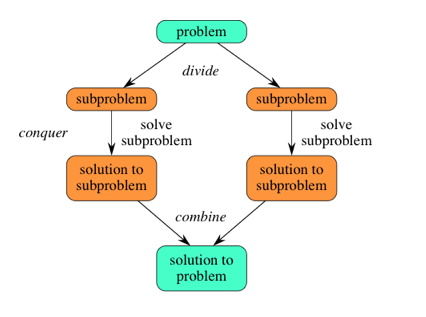 problem
divide
subproblem
subproblem
conquer
solve
subproblem
solve
subproblem
solution to
subproblem
solution to
subproblem
combine
solution to
problem